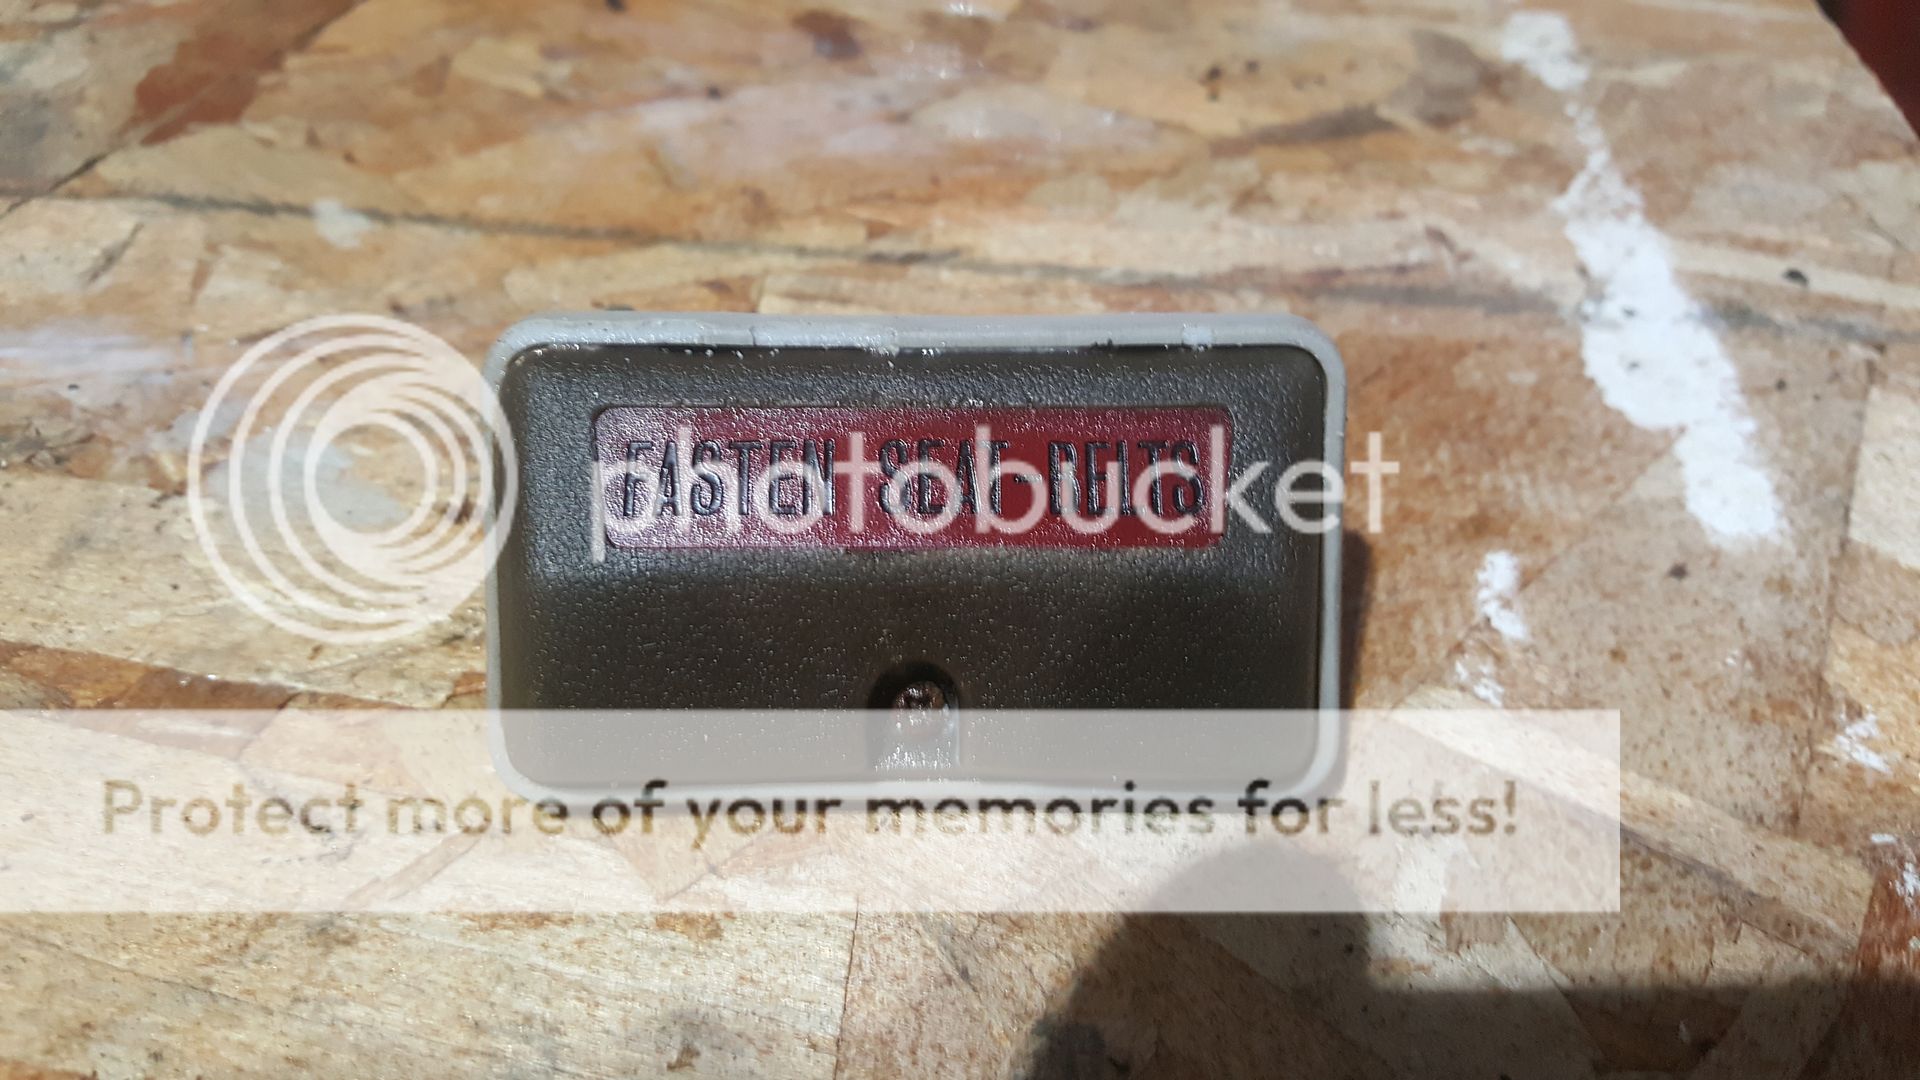 FASTEN SEAT-BELTS
photobucket
Protect more of your memories for less!